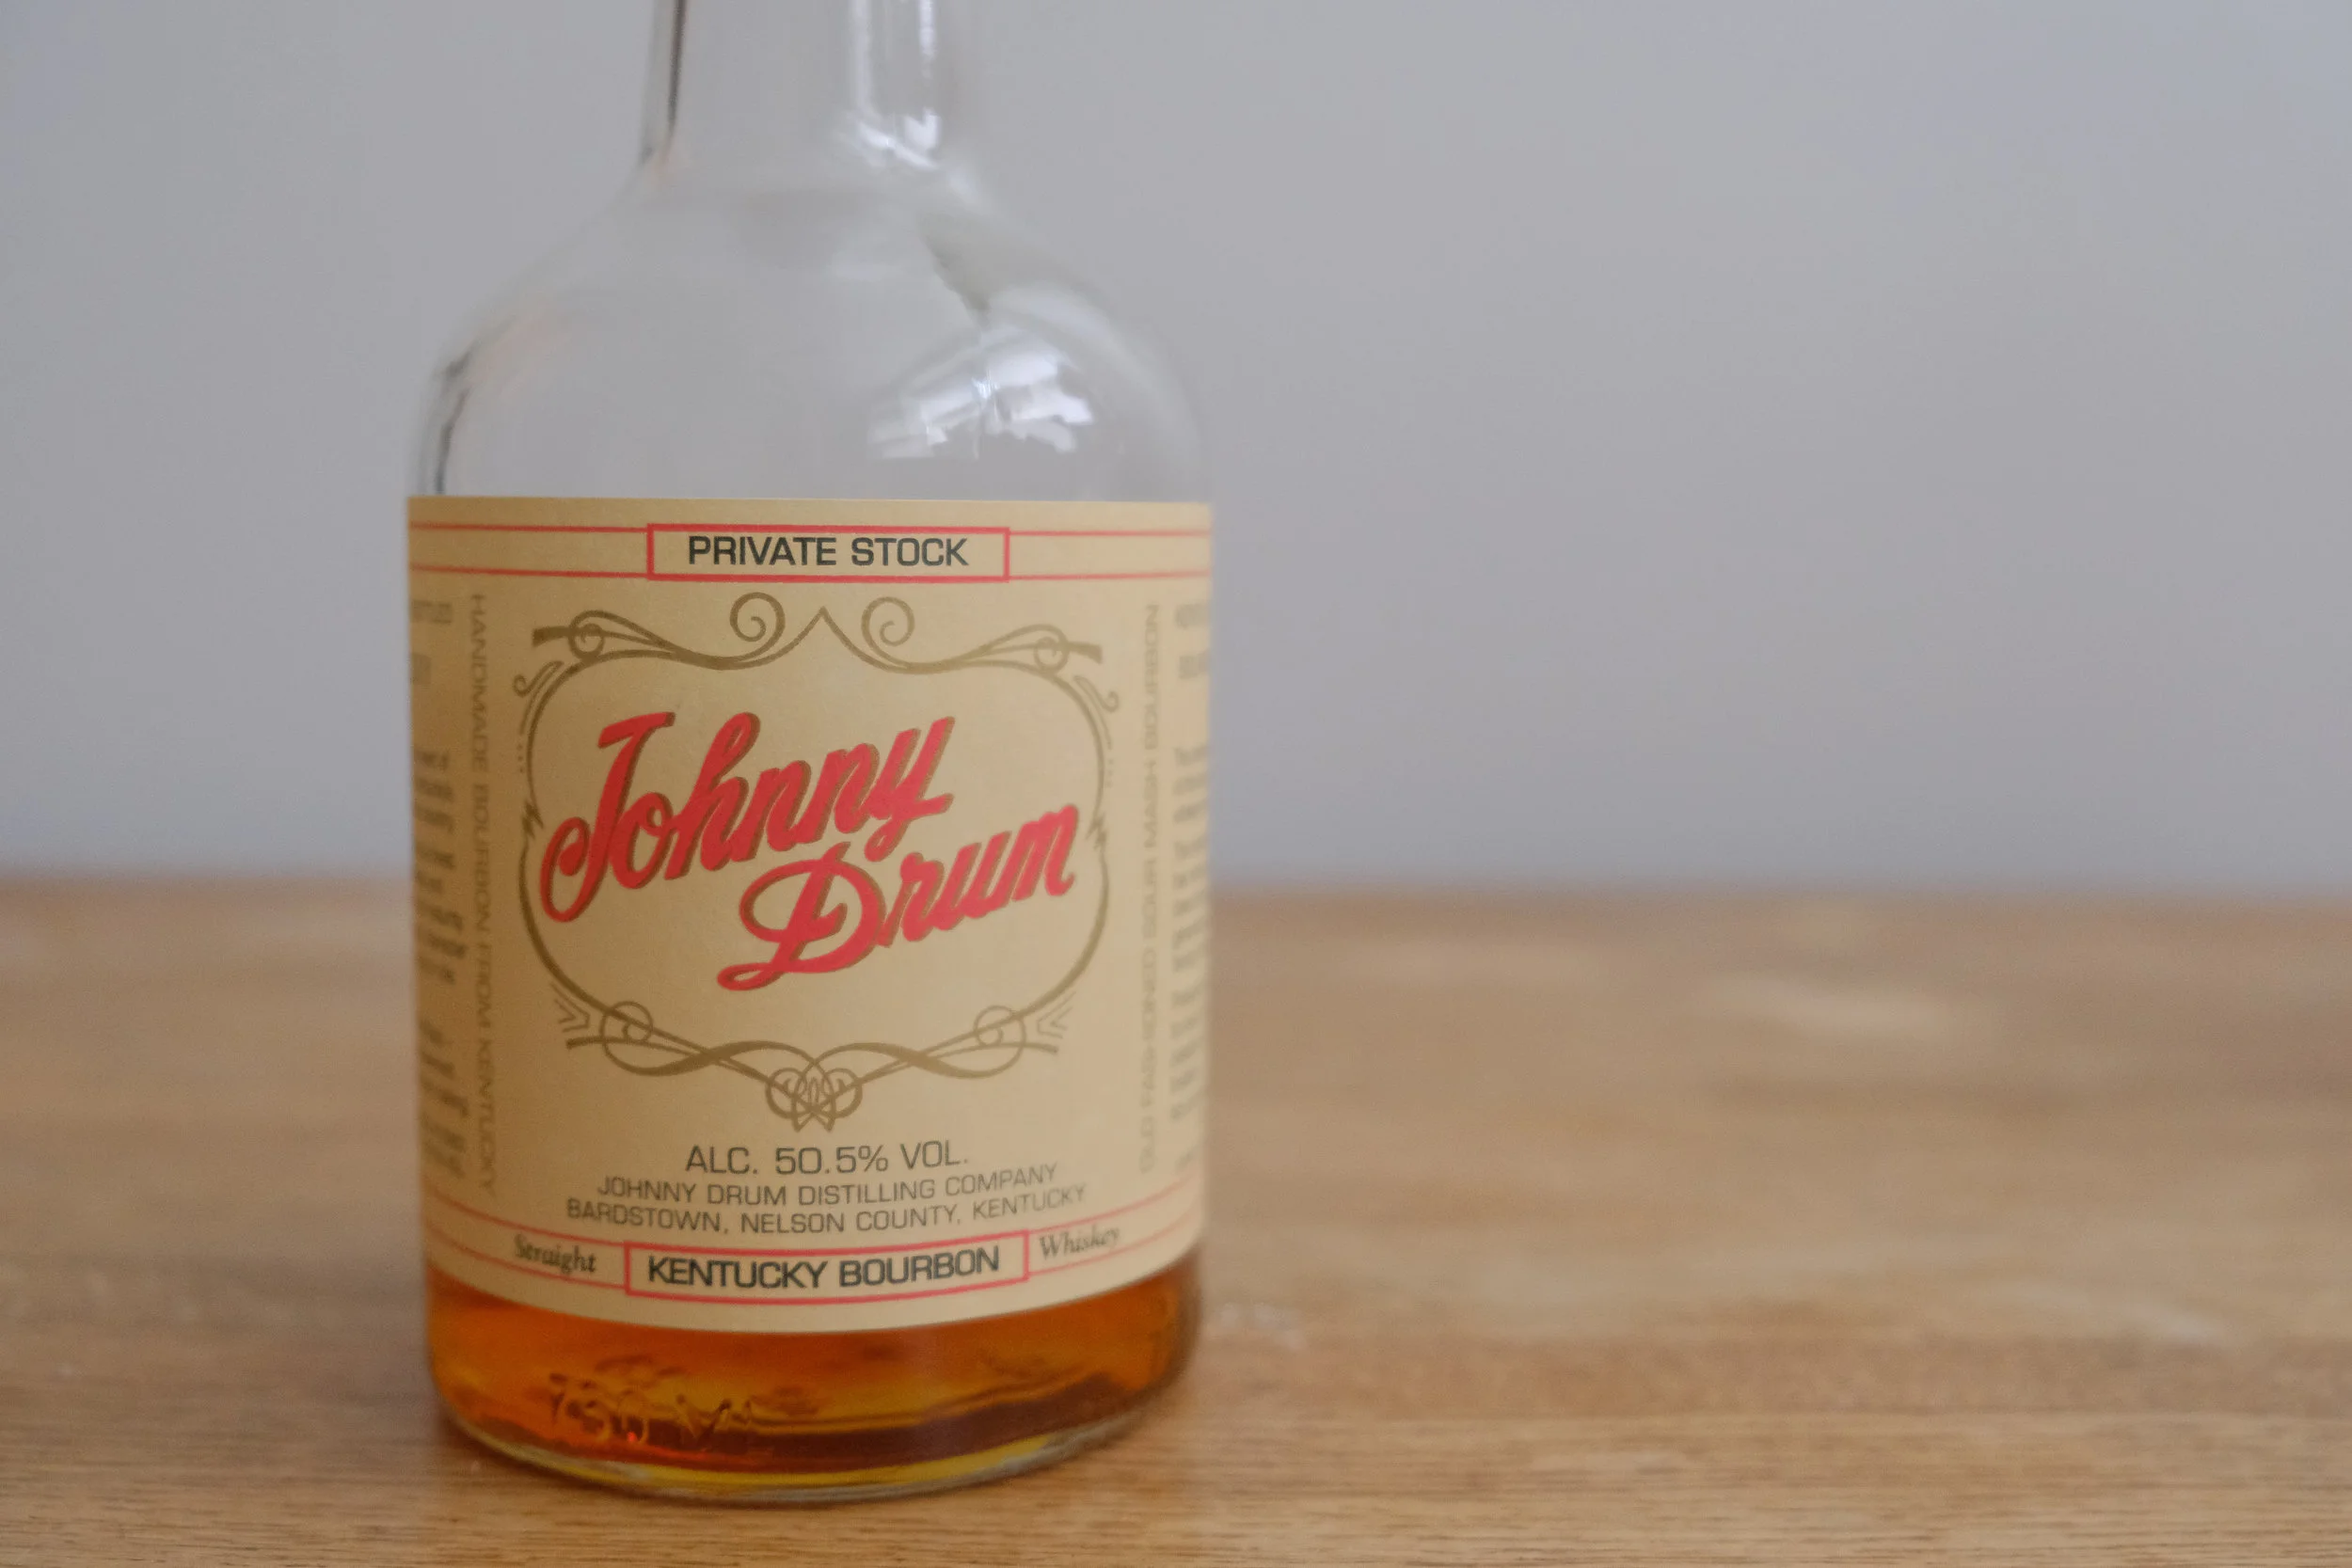 PRIVATE STOCK
HANDMADE BOURBON FROM KENTUCKY
OLD FASHIONED SOUR MASH BOURBON
Johnny
Drum
ALC. 50.5% VOL.
JOHNNY DRUM DISTILLING COMPANY
BARDSTOWN, NELSON COUNTY, KENTUCKY
Straight KENTUCKY BOURBON Whiskey